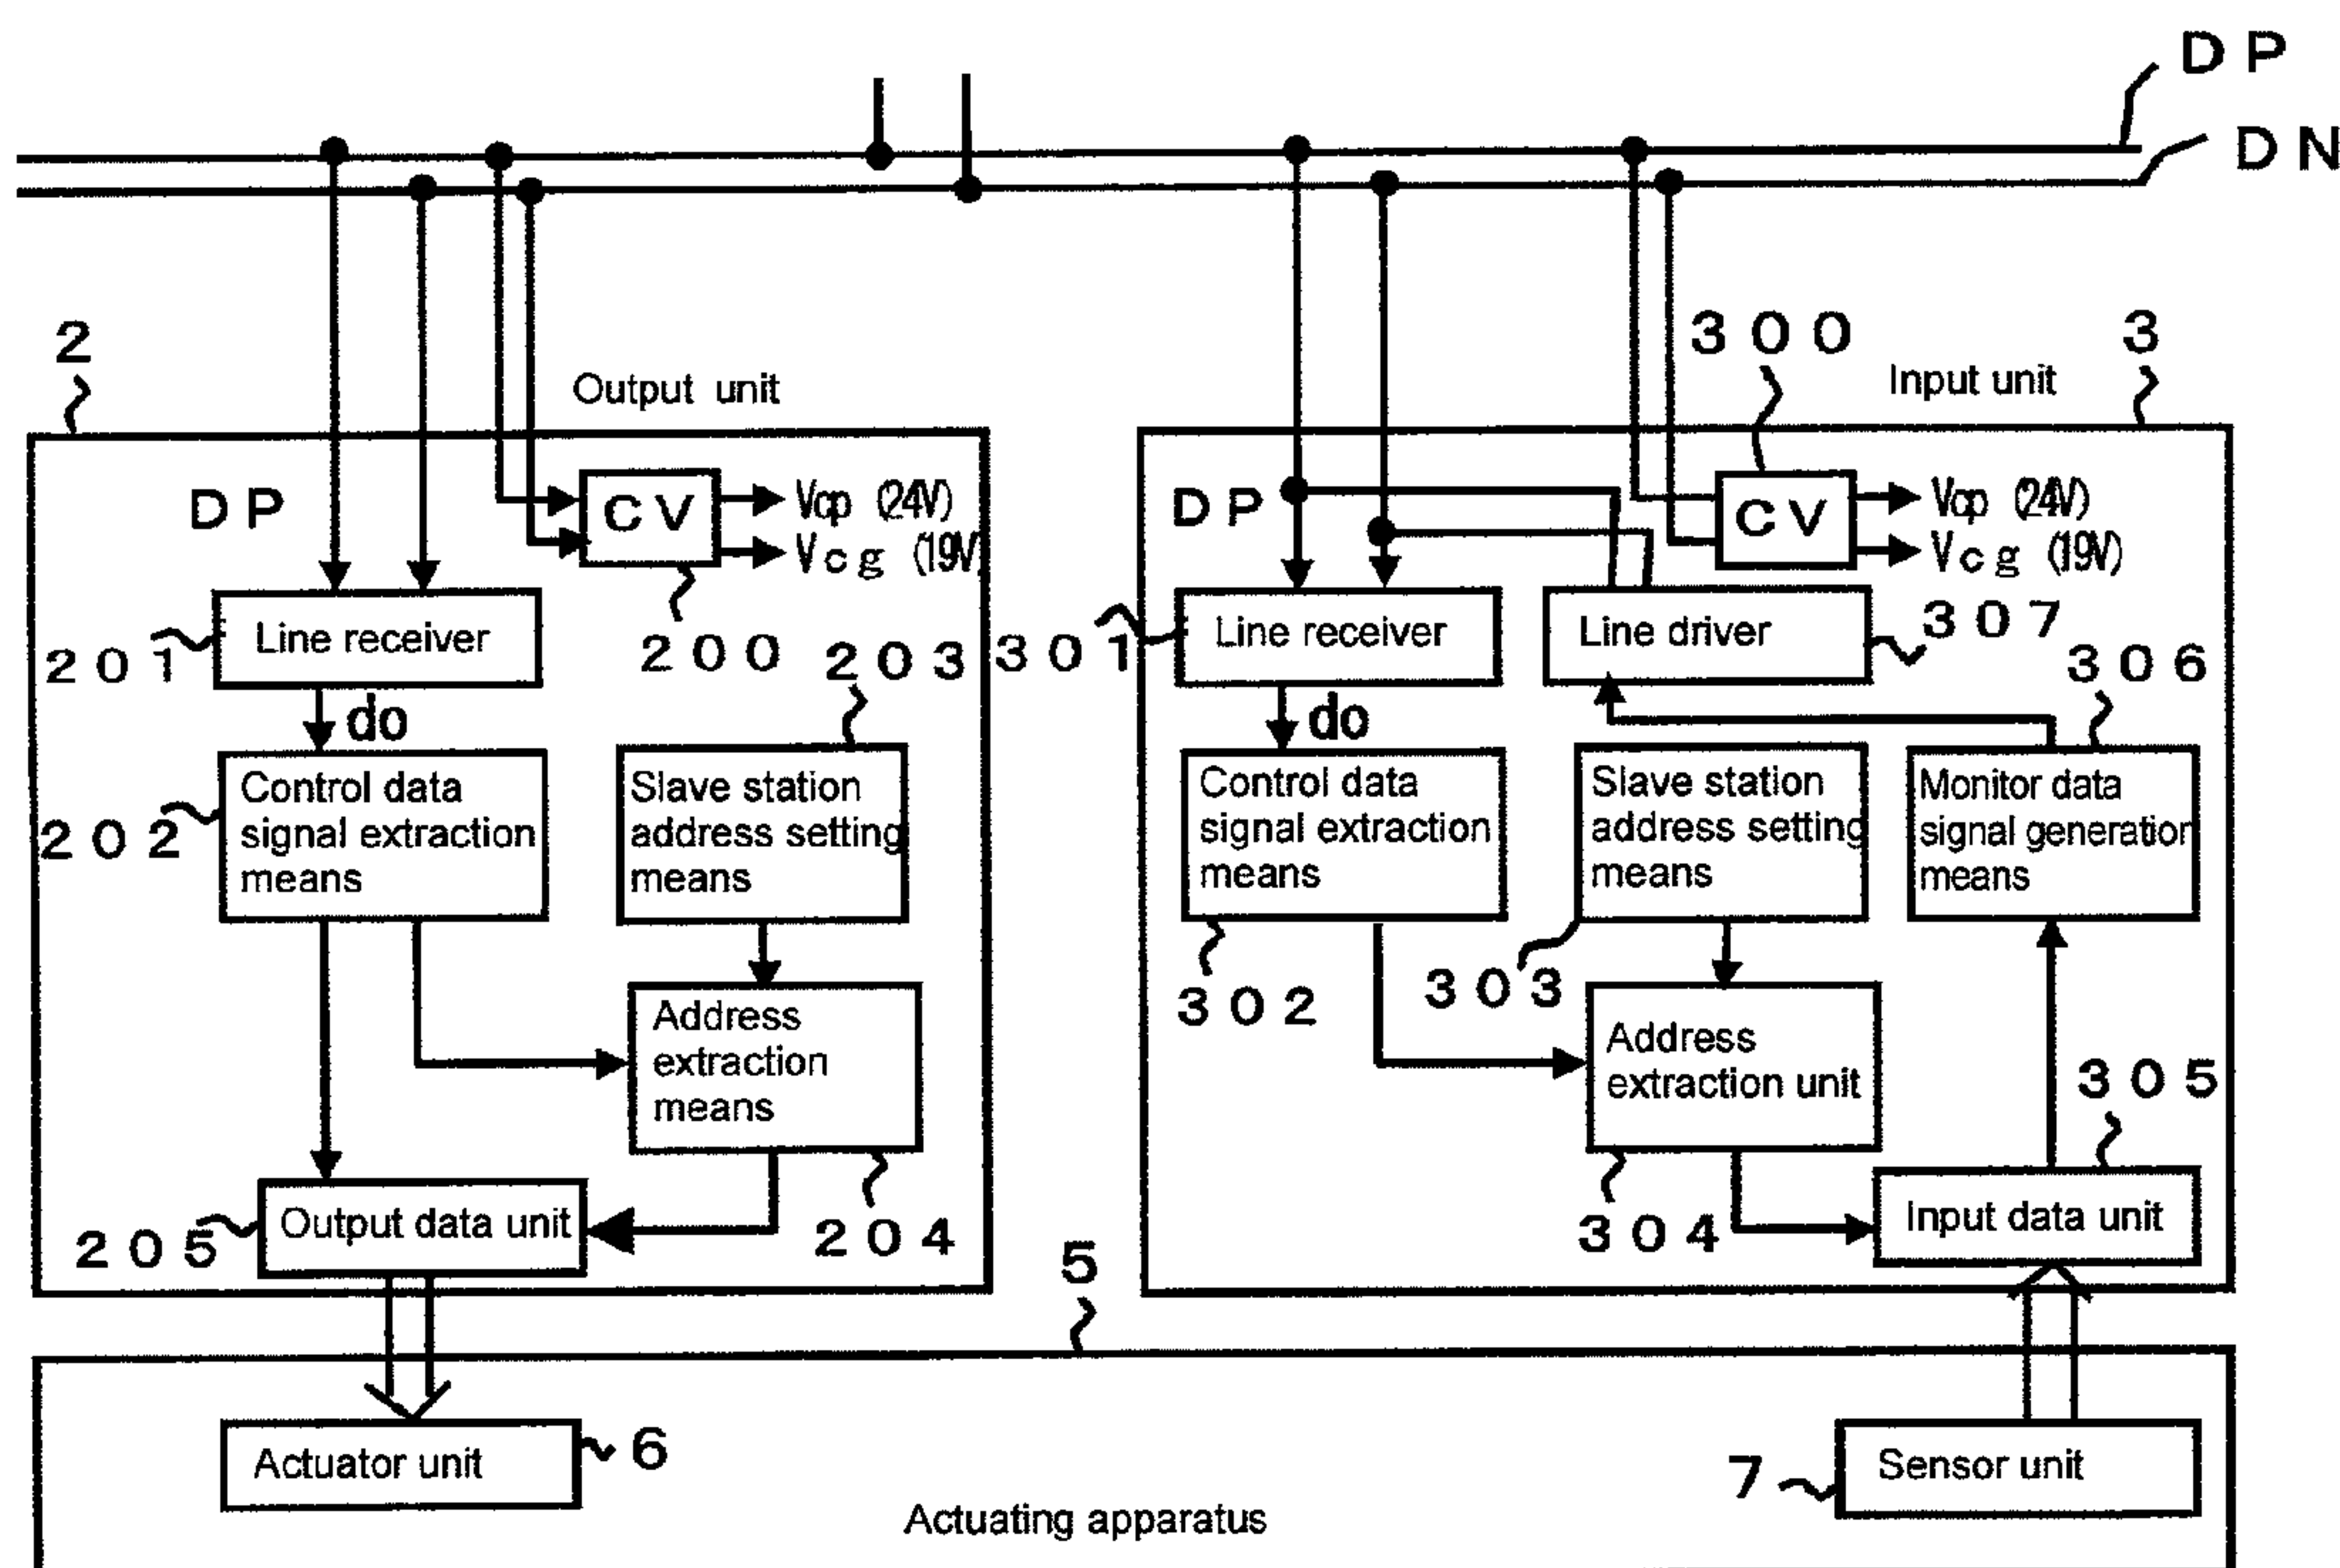 DP
DN
2
Output unit
300
Input unit
3
DP
CV
Vcp (24V)
Vcg (19V)
200
201
Line receiver
do
203
202
Control data
signal extraction
means
Slave station
address setting
means
Address
extraction
means
204
205
Output data unit
DP
CV
Vcp (24V)
Vcg (19V)
301
Line receiver
Line driver
307
do
306
Control data
signal extraction
means
302
Slave station
address setting
means
303
Monitor data
signal generation
means
Address
extraction unit
304
305
Input data unit
5
Actuator unit
6
7
Sensor unit
Actuating apparatus